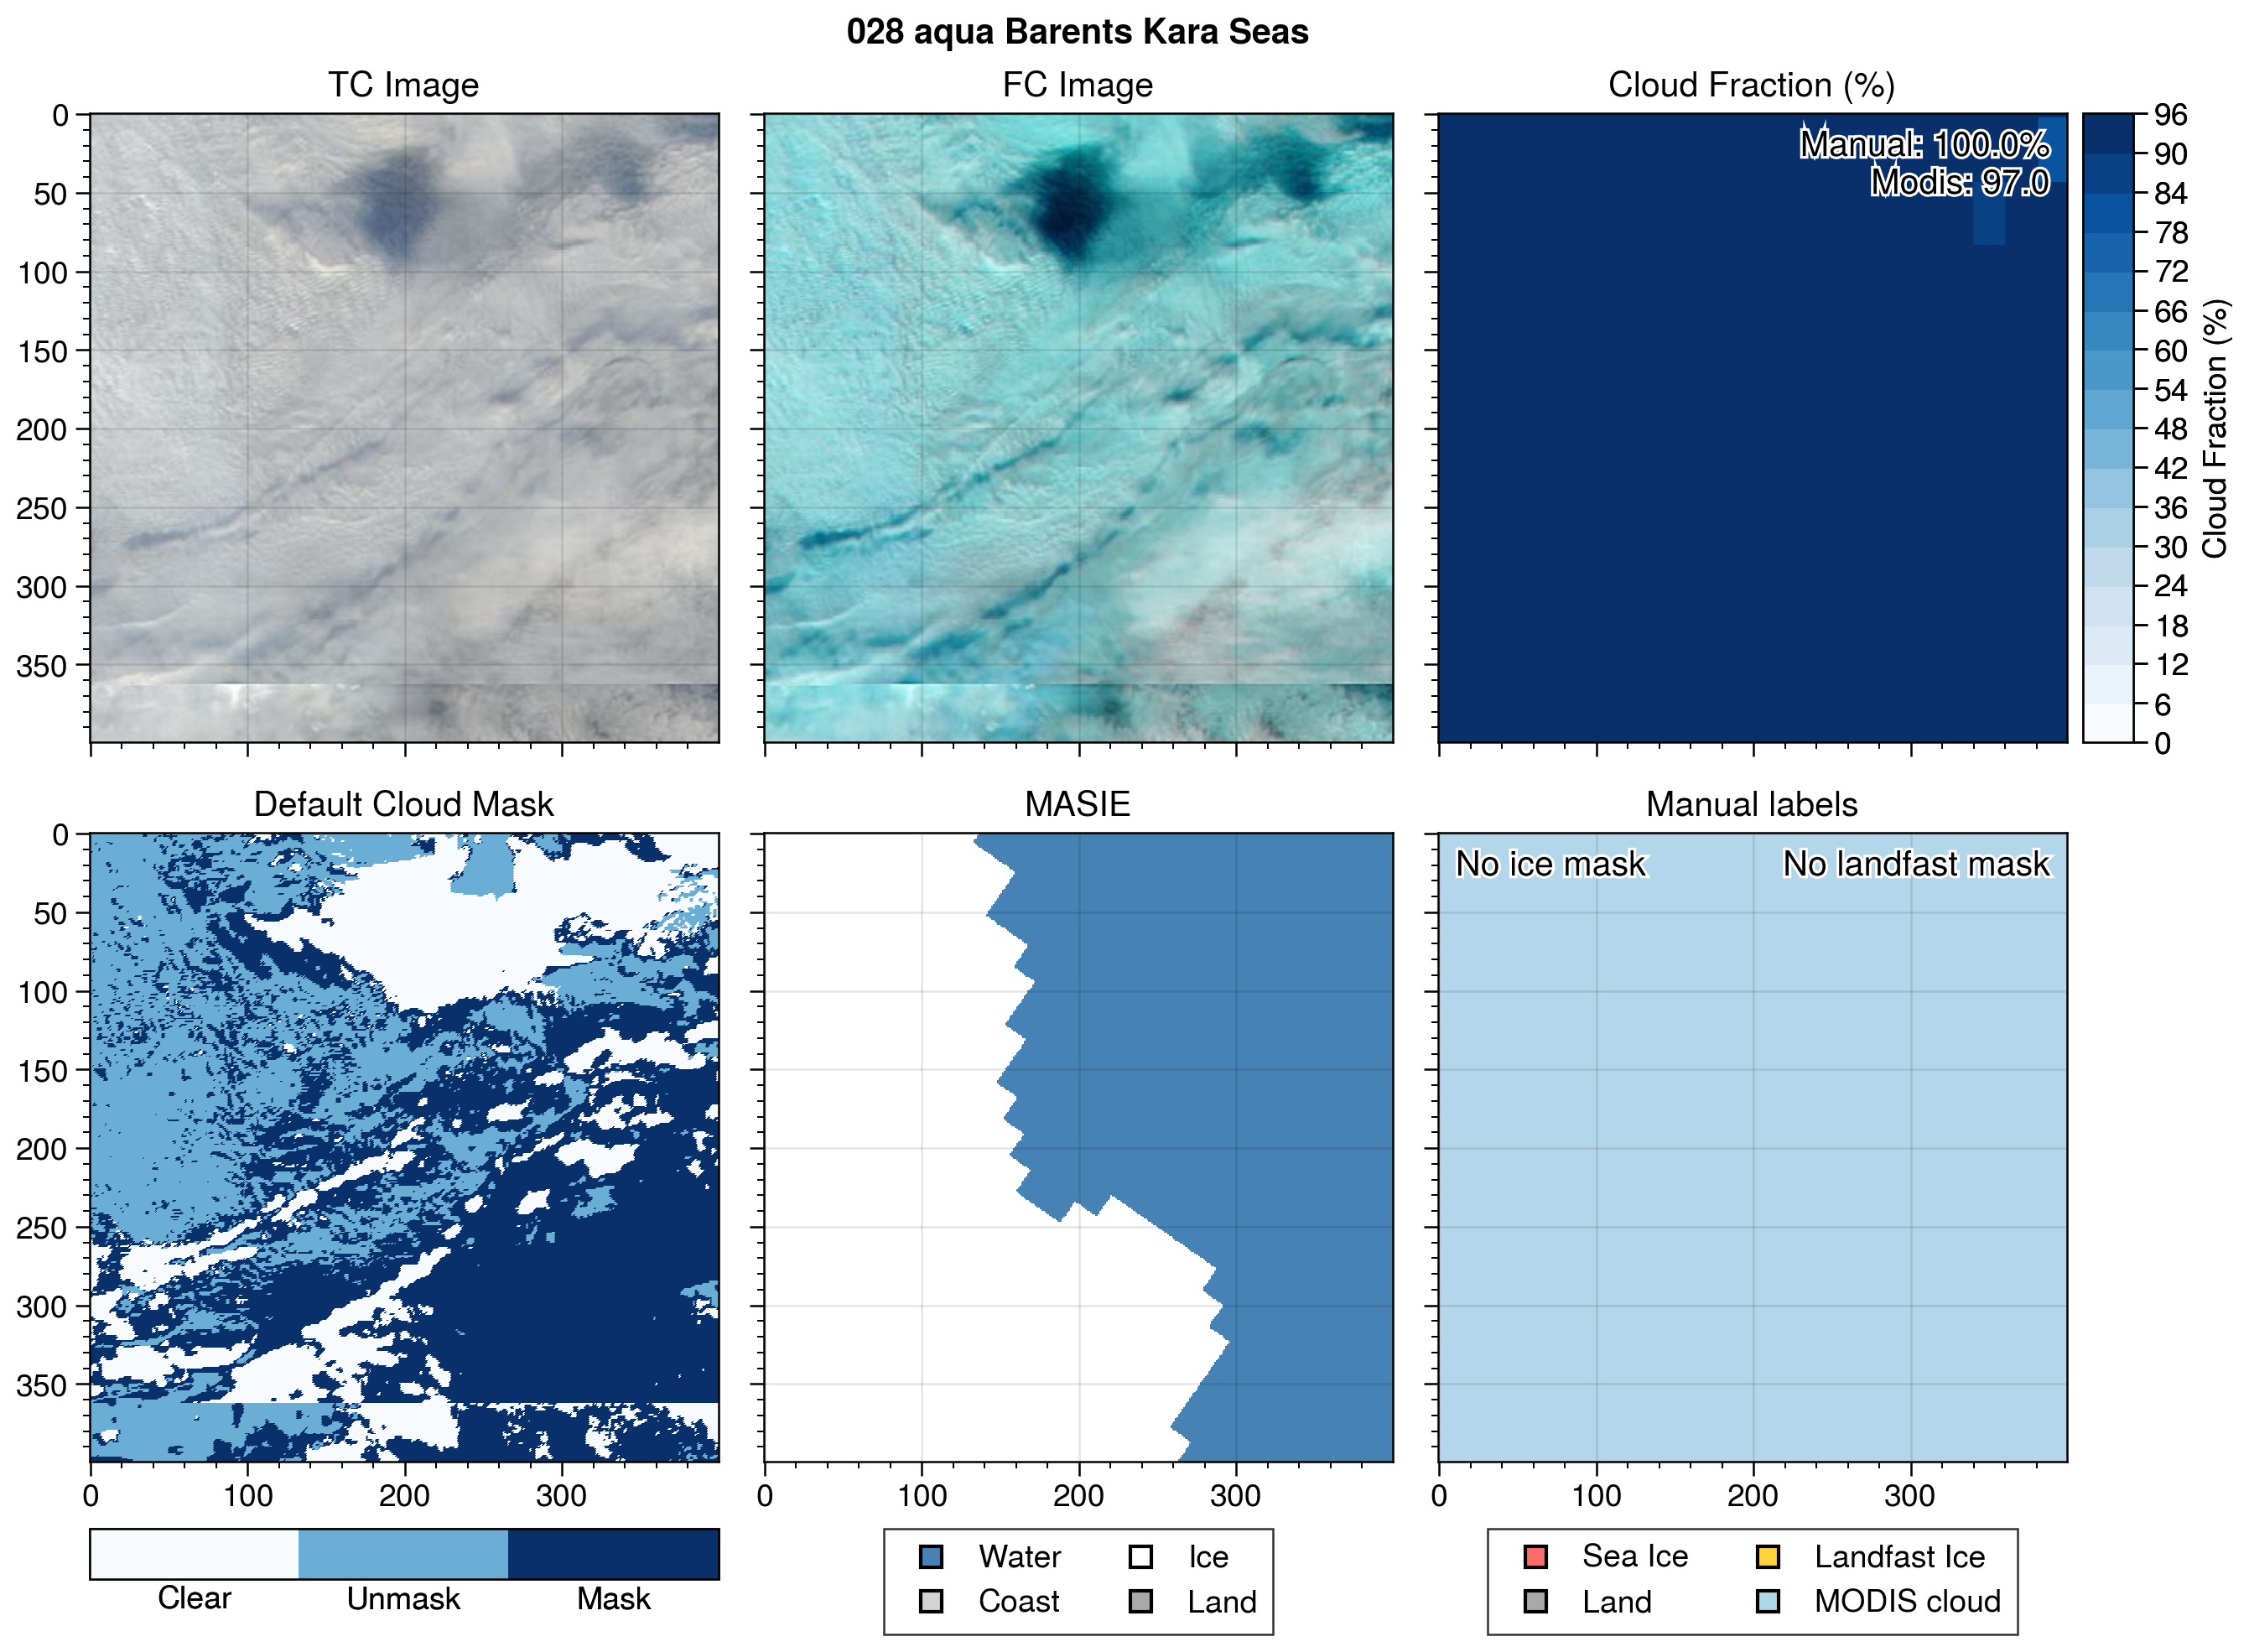 028 aqua Barents Kara Seas
TC Image
FC Image
Cloud Fraction (%)
0
50
100
150
200
250
300
350
Manual: 100.0%
Modis: 97.0
96
90
84
78
72
66
60
54
48
42
36
30
24
18
12
6
0
Cloud Fraction (%)
Default Cloud Mask
MASIE
Manual labels
0
50
100
150
200
250
300
350
No ice mask
No landfast mask
0 100 200 300
0 100 200 300
0 100 200 300
Clear Unmask Mask
Water Ice
Coast Land
Sea Ice Landfast Ice
Land MODIS cloud